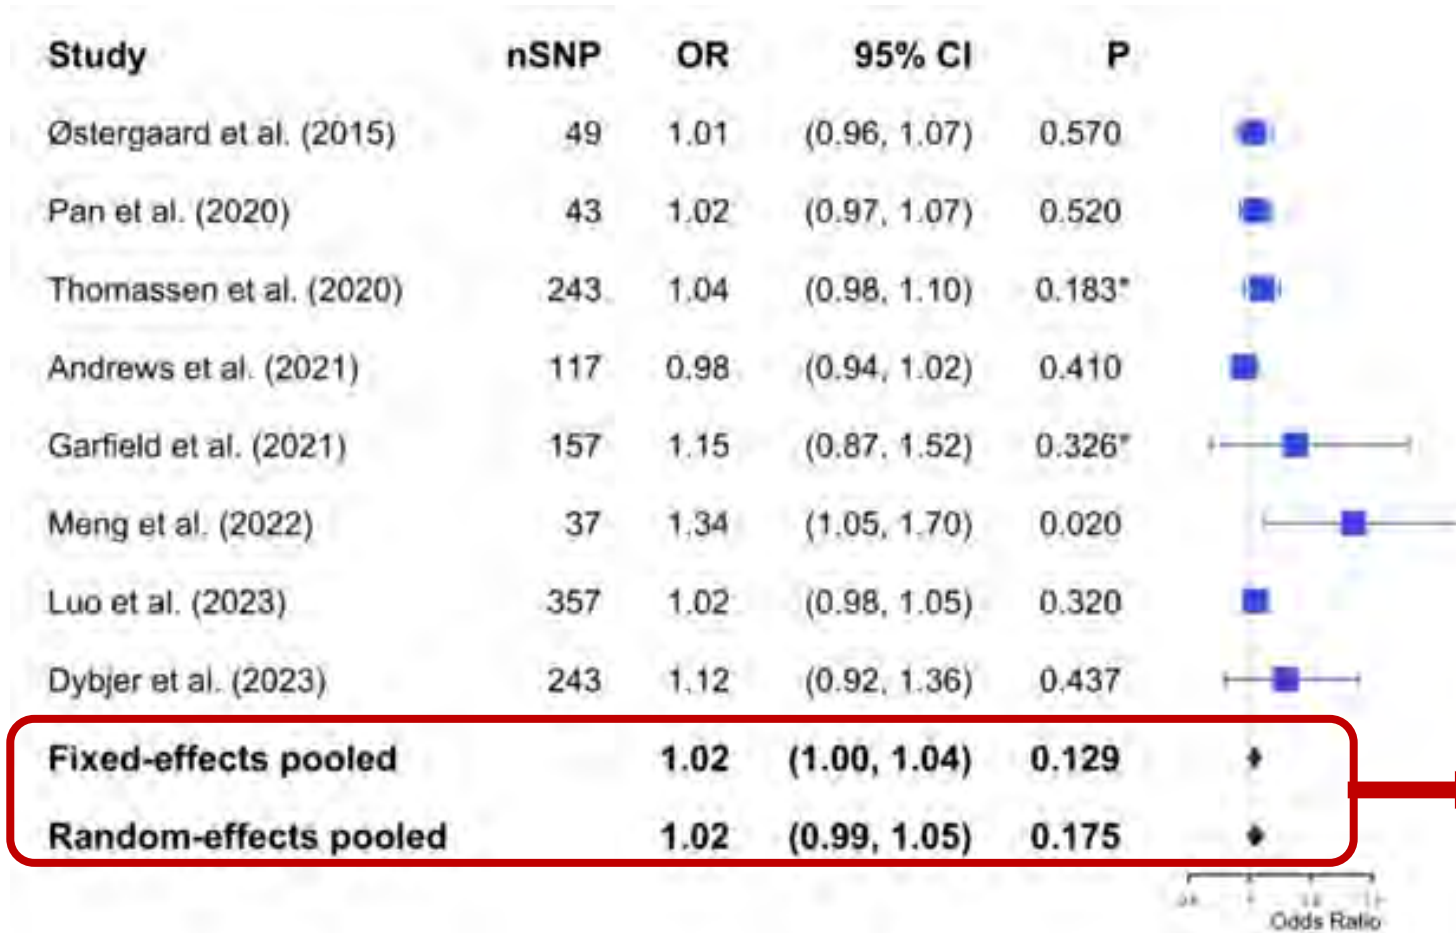 Study nSNP OR 95% CI P
Østergaard et al. (2015) 49 1.01 (0.96, 1.07) 0.570
Pan et al. (2020) 43 1.02 (0.97, 1.07) 0.520
Thomassen et al. (2020) 243 1.04 (0.98, 1.10) 0.183*
Andrews et al. (2021) 117 0.98 (0.94, 1.02) 0.410
Garfield et al. (2021) 157 1.15 (0.87, 1.52) 0.326*
Meng et al. (2022) 37 1.34 (1.05, 1.70) 0.020
Luo et al. (2023) 357 1.02 (0.98, 1.05) 0.320
Dybjer et al. (2023) 243 1.12 (0.92, 1.36) 0.437
Fixed-effects pooled 1.02 (1.00, 1.04) 0.129
Random-effects pooled 1.02 (0.99, 1.05) 0.175
Odds Ratio